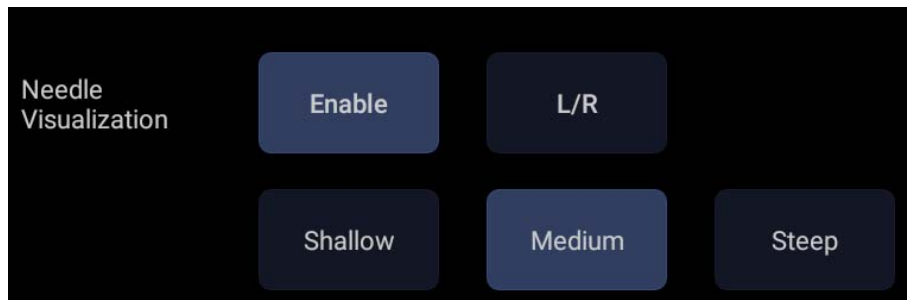 Needle
Visualization
Enable
L/R
Shallow
Medium
Steep